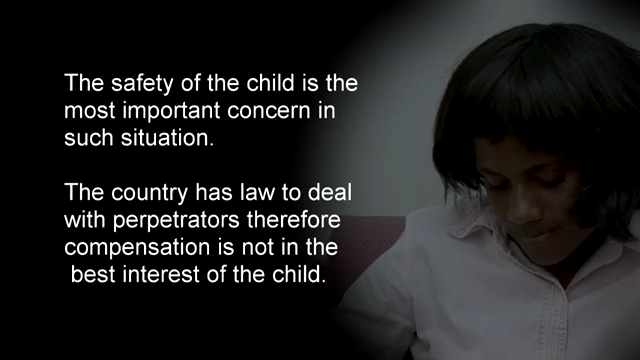 The safety of the child is the
most important concern in
such situation.
The country has law to deal
with perpetrators therefore
compensation is not in the
best interest of the child.